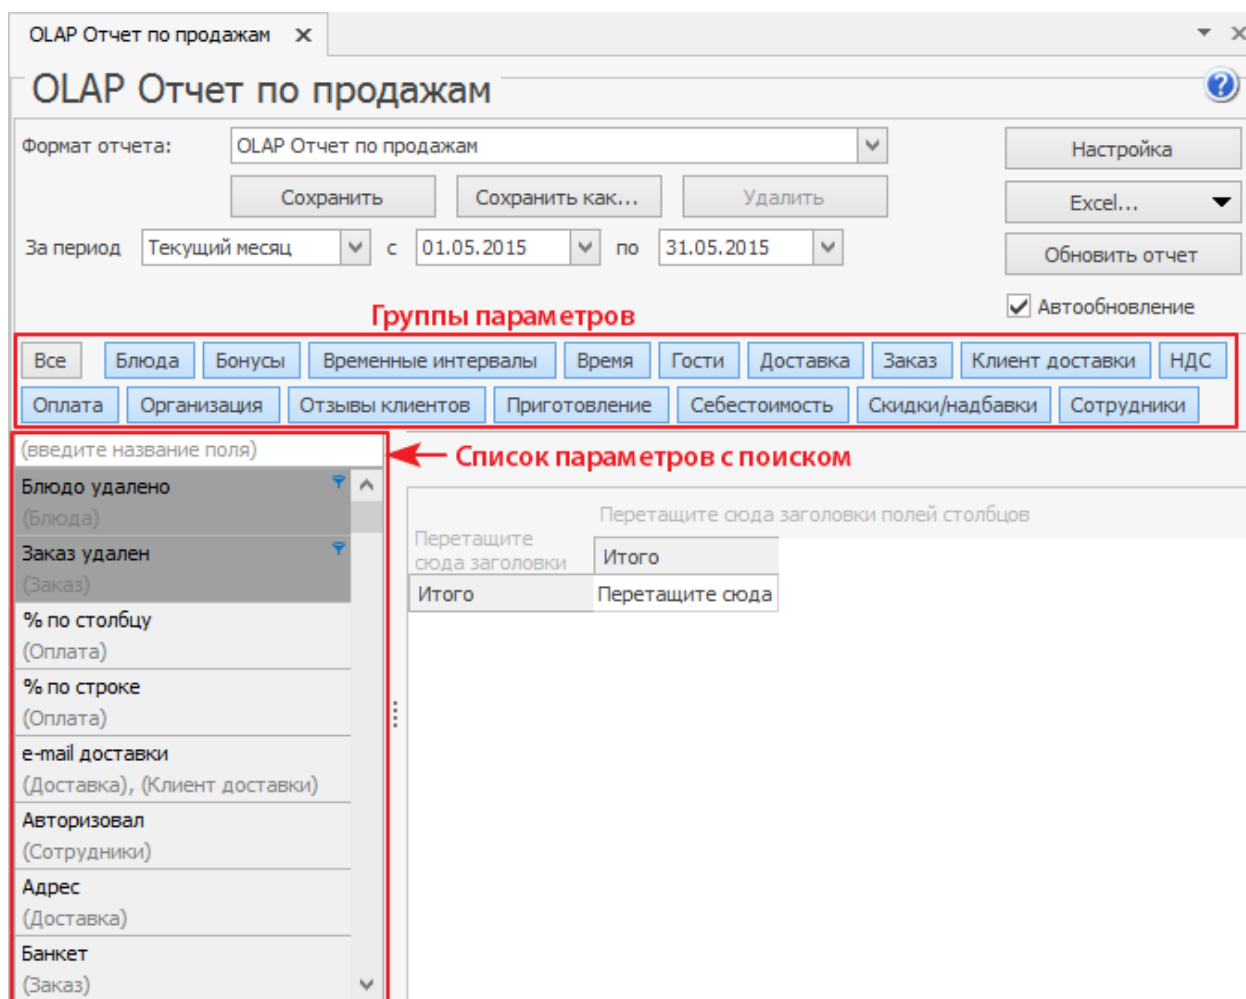 OLAP Отчет по продажам
OLAP Отчет по продажам
Формат отчета: OLAP Отчет по продажам Настройка
Сохранить Сохранить как... Удалить Excel...
За период Текущий месяц с 01.05.2015 по 31.05.2015 Обновить отчет
Автообновление
Группы параметров
Все Блюда Бонусы Временные интервалы Время Гости Доставка Заказ Клиент доставки НДС
Оплата Организация Отзывы клиентов Приготовление Себестоимость Скидки/надбавки Сотрудники
(введите название поля)
Список параметров с поиском
Блюдо удалено
(Блюда)
Заказ удален
(Заказ)
% по столбцу
(Оплата)
% по строке
(Оплата)
e-mail доставки
(Доставка), (Клиент доставки)
Авторизовал
(Сотрудники)
Адрес
(Доставка)
Банкет
(Заказ)
Перетащите сюда заголовки полей столбцов
Перетащите
сюда заголовки
Итого
Итого Перетащите сюда